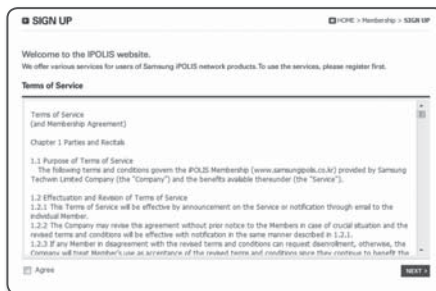 SIGN UP
HOME > Membership > SIGN UP
Welcome to the IPOLIS website.
We offer various services for users of Samsung iPOLIS network products. To use the services, please register first.
Terms of Service
Terms of Service
(and Membership Agreement)
Chapter 1 Parties and Recitals
1.1 Purpose of Terms of Service
The following terms and conditions govern the iPOLIS Membership (www.samsungipolis.co.kr) provided by Samsung
Techwin Limited Company (the "Company") and the benefits available thereunder (the "Service").
1.2 Effectuation and Revision of Terms of Service
1.2.1 This Terms of Service will be effective by announcement on the Service or notification through email to the
individual Member.
1.2.2 The Company may revise this agreement without prior notice to the Members in case of crucial situation and the
revised terms and conditions will be effective with notification in the same manner described in 1.2.1.
1.2.3 If any Member in disagreement with the revised terms and conditions can request disenrollment, otherwise, the
Company will treat Member's use as acceptance of the revised terms and conditions since they continue to benefit the
Agree
NEXT >